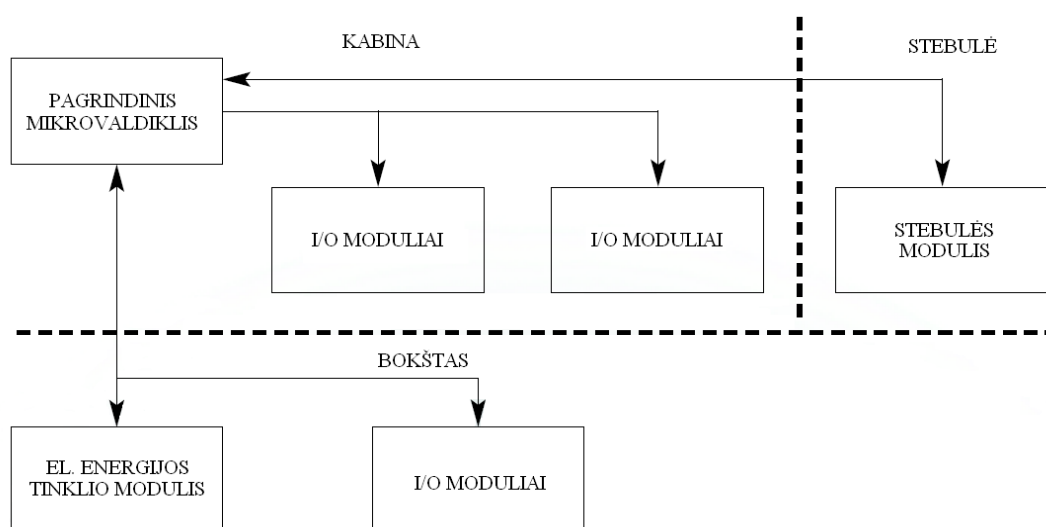 KABINA
STEBULĖ
PAGRINDINIS
MIKROVALDIKLIS
I/O MODULIAI
I/O MODULIAI
STEBULĖS
MODULIS
BOKŠTAS
EL. ENERGIJOS
TINKLIO MODULIS
I/O MODULIAI